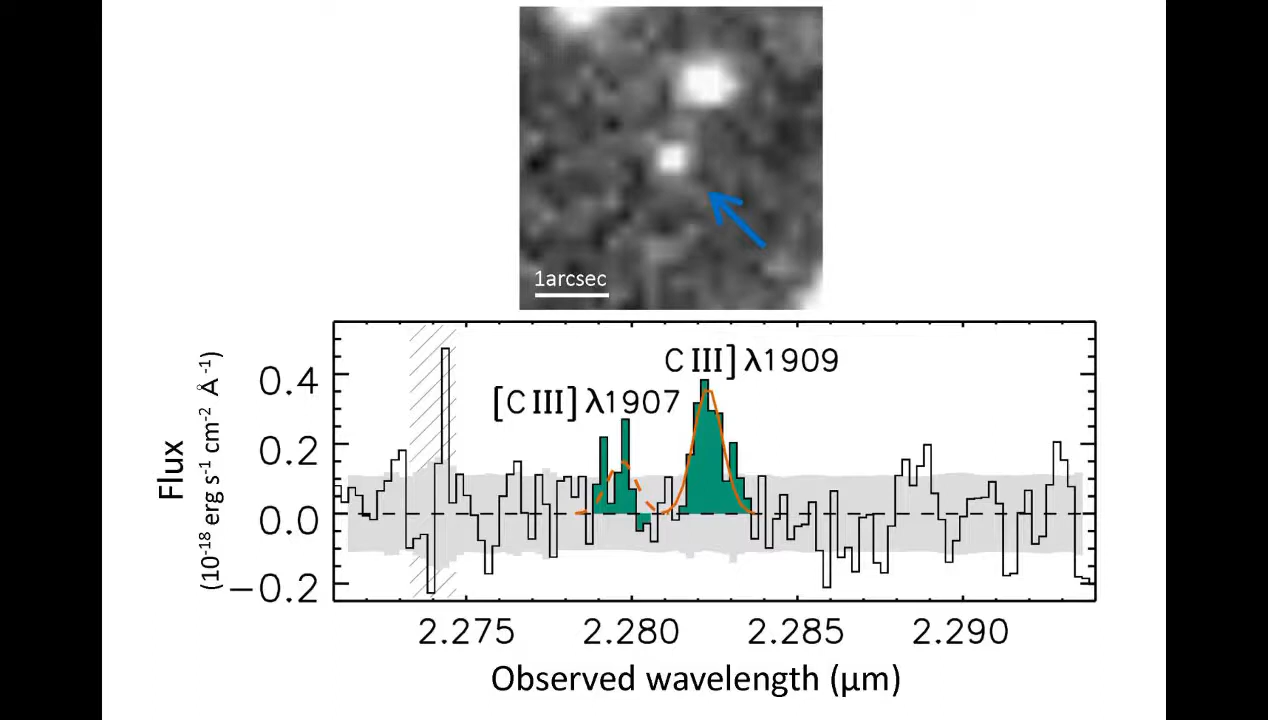 1arcsec
C III] λ1909
[C III] λ1907
0.4
0.2
0.0
−0.2
Flux
(10⁻¹⁸ erg s⁻¹ cm⁻² Å⁻¹)
2.275 2.280 2.285 2.290
Observed wavelength (μm)